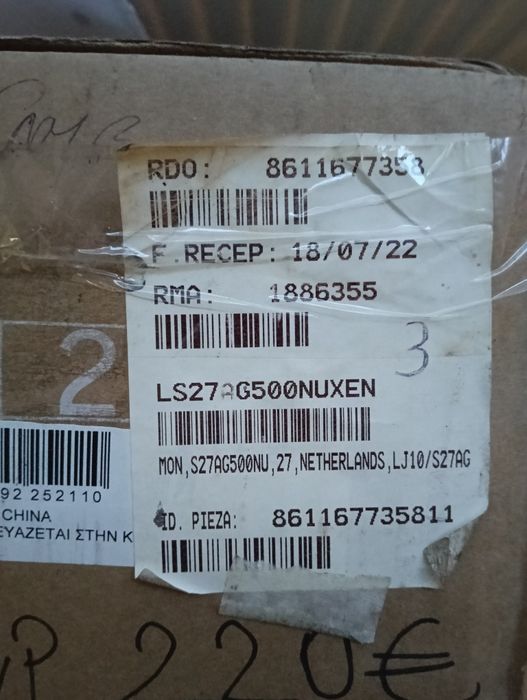 RDO: 8611677358
F.RECEP: 18/07/22
RMA: 1886355
3
2
LS27AG500NUXEN
MON,S27AG500NU,27,NETHERLANDS,LJ10/S27AG
92 252110
CHINA
ΕΥΑΖΕΤΑΙ ΣΤΗΝ Κ
ID. PIEZA: 861167735811
220€